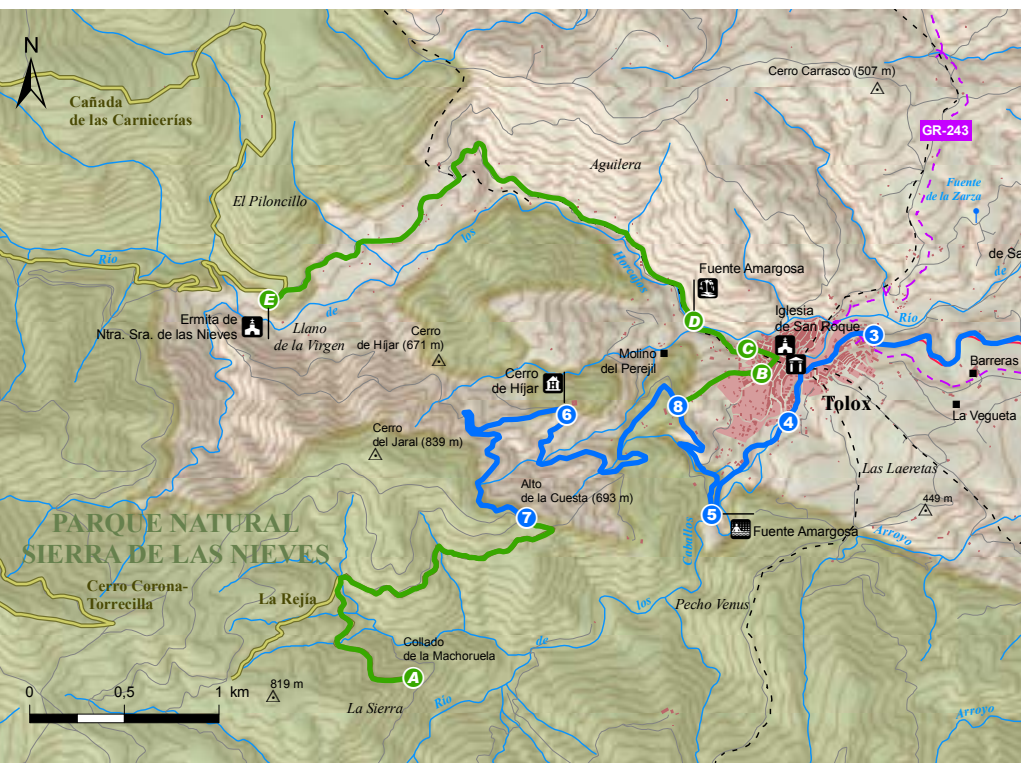 N
Cañada
de las Carnicerías
Cerro Carrasco (507 m)
GR-243
Aguilera
El Piloncillo
Fuente
de la Zarza
de Sa
de
Río
los
Horcajos
Fuente Amargosa
E
Ermita de
Ntra. Sra. de las Nieves
de
Llano
de la Virgen
Cerro
de Híjar (671 m)
D
Iglesia
de San Roque
Río
3
C
B
Molino
del Perejil
Barreras
Cerro
de Híjar
6
8
Tolox
La Vegueta
4
Cerro
del Jaral (839 m)
Las Laeretas
Alto
de la Cuesta (693 m)
7
5
449 m
Fuente Amargosa
Arroyo
PARQUE NATURAL
SIERRA DE LAS NIEVES
Caballos
Cerro Corona-
Torrecilla
La Rejía
los
Pecho Venus
de
Collado
de la Machoruela
A
0 0,5 1 km
819 m
La Sierra
Río
Arroyo